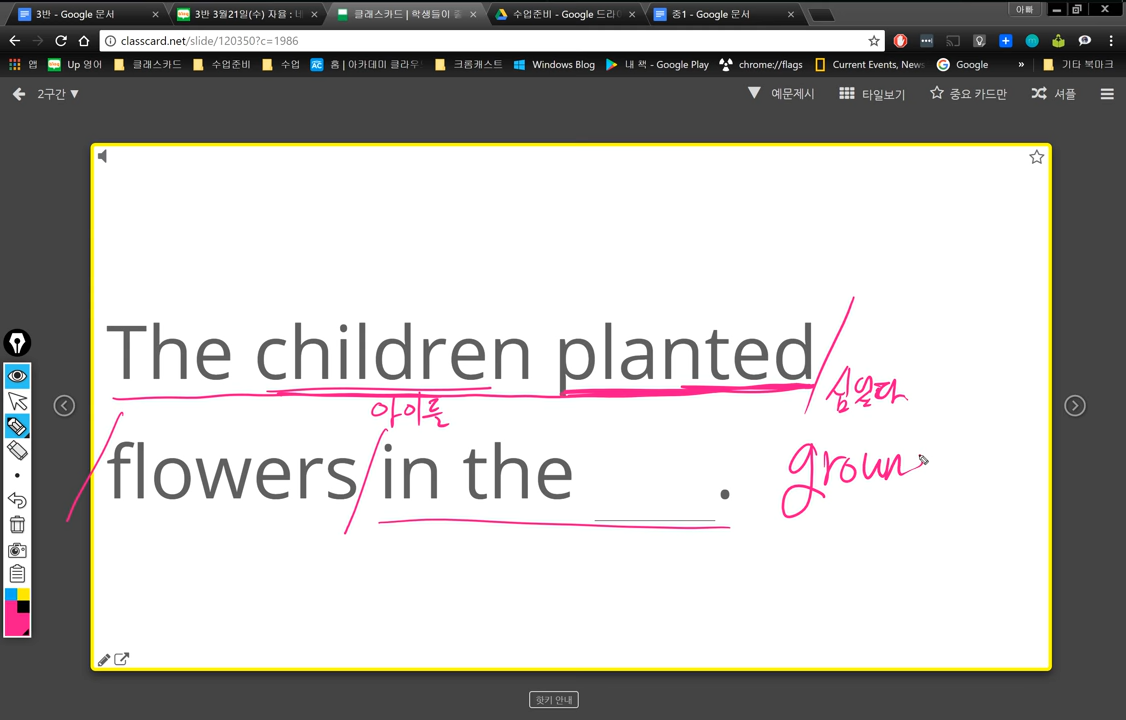 3반 - Google 문서
3반 3월21일(수) 자율 : 네
클래스카드 | 학생들이 줄
수업준비 - Google 드라이
중1 - Google 문서
아빠
classcard.net/slide/120350?c=1986
앱
Up 영어
클래스카드
수업준비
수업
홈 | 아카데미 클라우
크롬캐스트
Windows Blog
내 책 - Google Play
chrome://flags
Current Events, News
Google
»
기타 북마크
2구간 ▼
예문제시
타일보기
중요 카드만
셔플
The children planted
심었다
아이들
flowers in the ______.
groun
핫키 안내